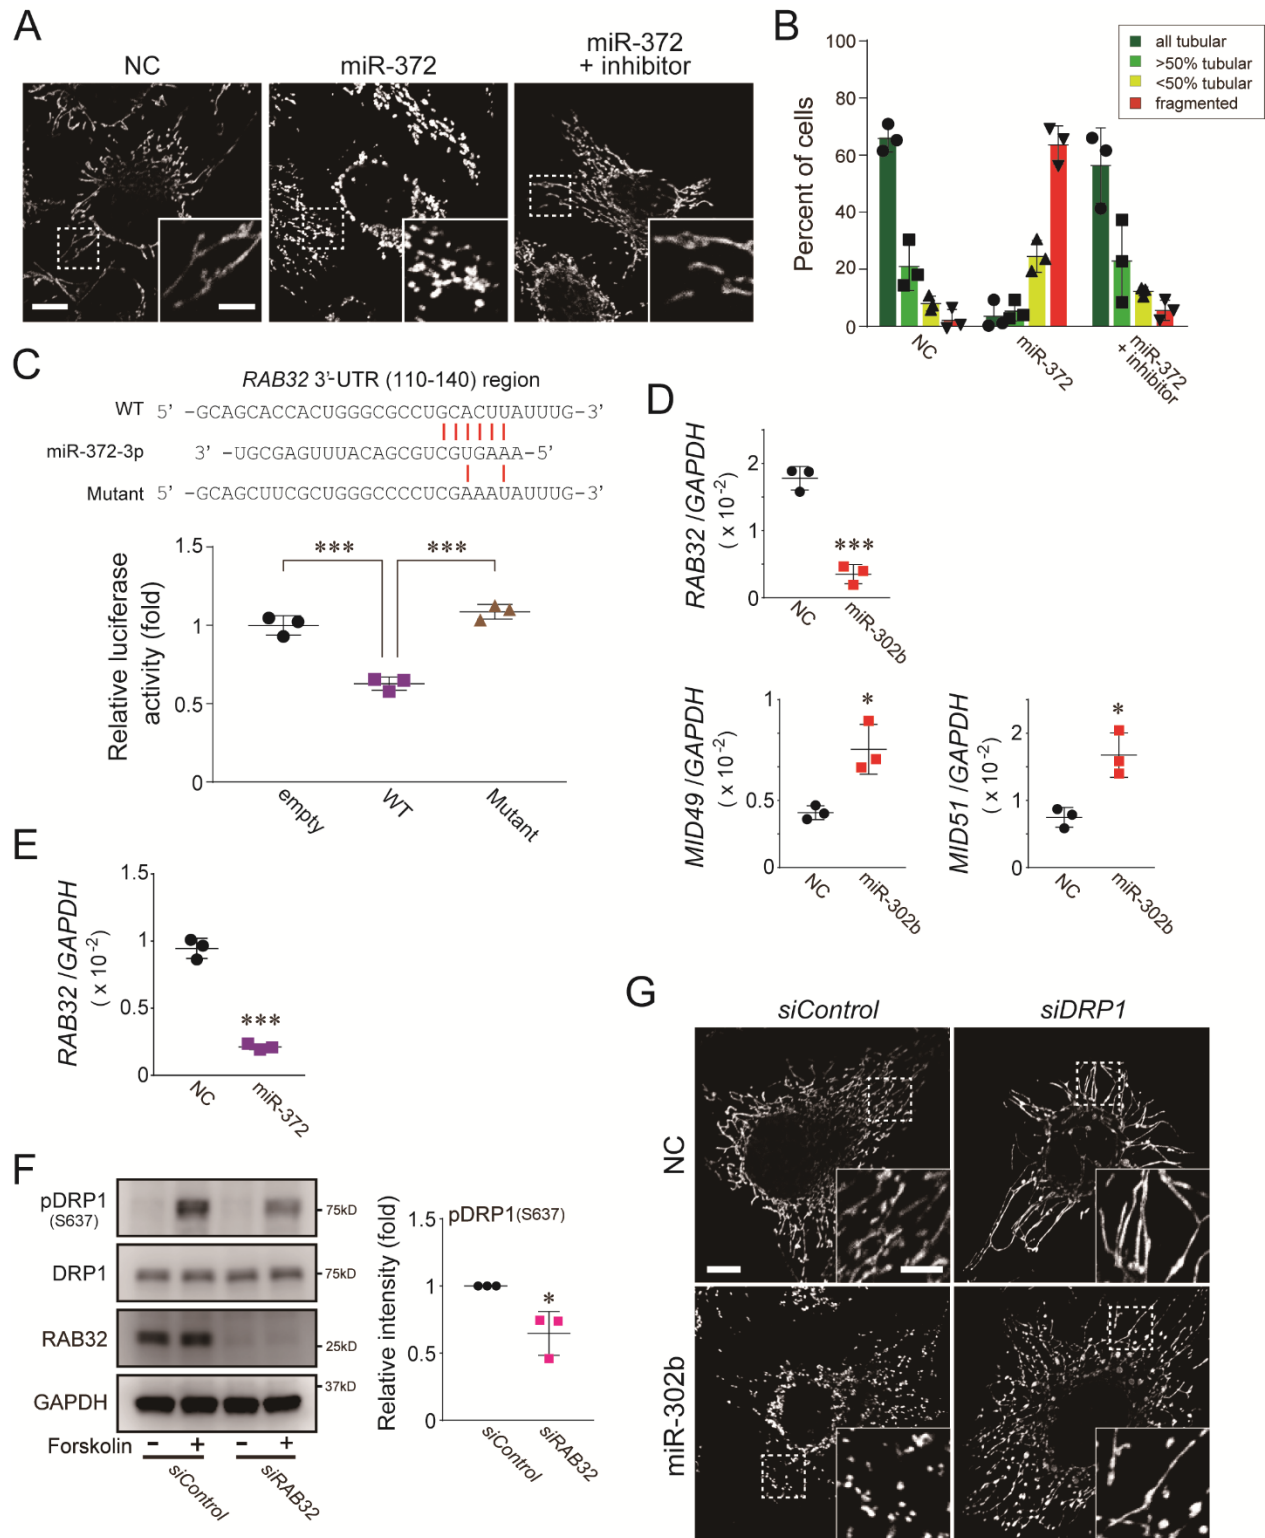 A
NC
miR-372
miR-372
+ inhibitor
B
Percent of cells
100
80
60
40
20
0
all tubular
>50% tubular
<50% tubular
fragmented
NC
miR-372
miR-372
+ inhibitor
C
RAB32 3'-UTR (110-140) region
WT 5' -GCAGCACCACTGGGCGCCUGCACUUAUUUG-3'
miR-372-3p 3' -UGCGAGUUUACAGCGUCGUGAAA-5'
Mutant 5' -GCAGCUUCGCUGGGCCCCUCGAAAUAUUUG-3'
Relative luciferase
activity (fold)
1.5
1
0.5
0
***
***
empty
WT
Mutant
D
RAB32 /GAPDH
( x 10⁻²)
2
1
0
***
NC
miR-302b
MID49 /GAPDH
( x 10⁻²)
1
0.5
0
*
NC
miR-302b
MID51 /GAPDH
( x 10⁻²)
2
1
0
*
NC
miR-302b
E
RAB32 /GAPDH
( x 10⁻²)
1.5
1
0.5
0
***
NC
miR-372
F
pDRP1
(S637)
75kD
DRP1
75kD
RAB32
25kD
37kD
GAPDH
Forskolin - + - +
siControl
siRAB32
Relative intensity (fold)
pDRP1(S637)
1.5
1
0.5
0
*
siControl
siRAB32
G
siControl
siDRP1
NC
miR-302b